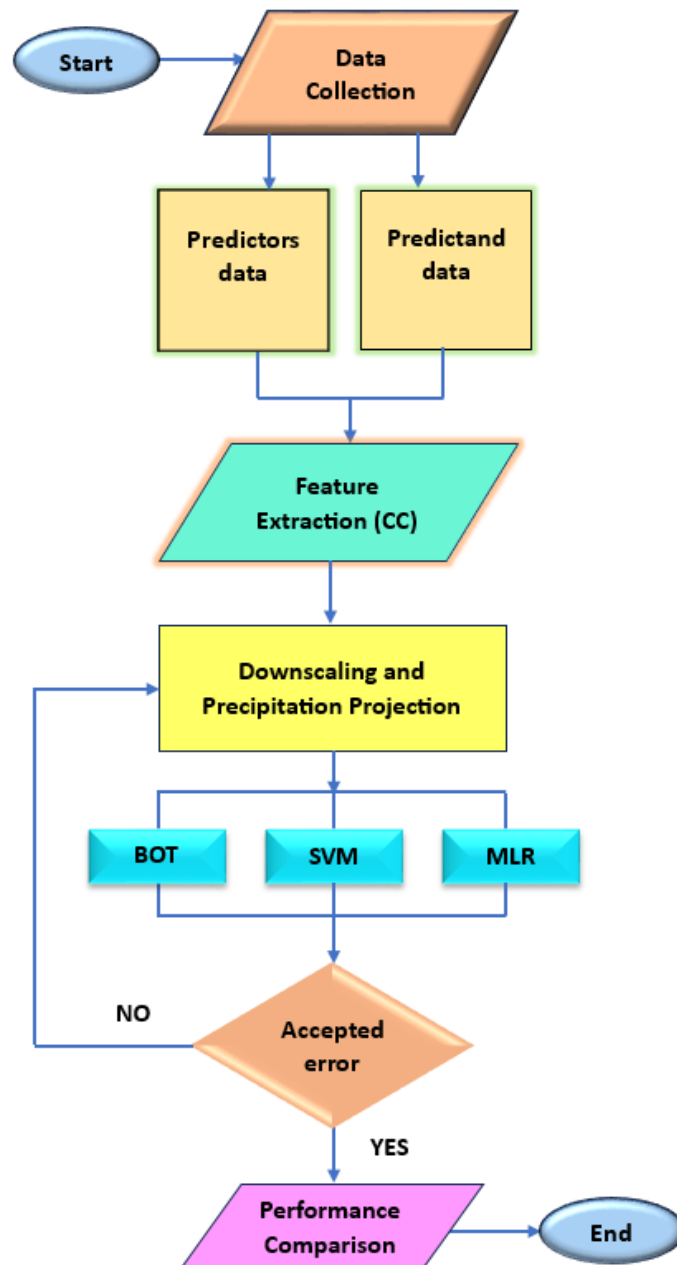 Start
Data
Collection
Predictors
data
Predictand
data
Feature
Extraction (CC)
Downscaling and
Precipitation Projection
BOT
SVM
MLR
NO
Accepted
error
YES
Performance
Comparison
End